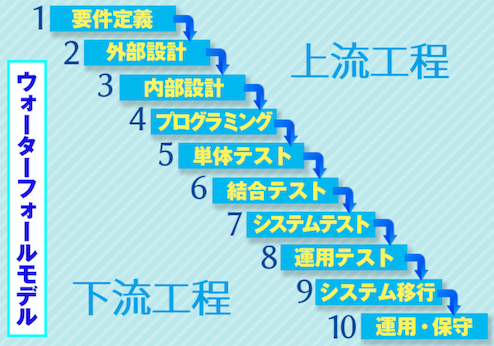 1 要件定義
2 外部設計
上流工程
3 内部設計
4 プログラミング
5 単体テスト
6 結合テスト
7 システムテスト
8 運用テスト
9 システム移行
10 運用・保守
ウォーターフォールモデル
下流工程